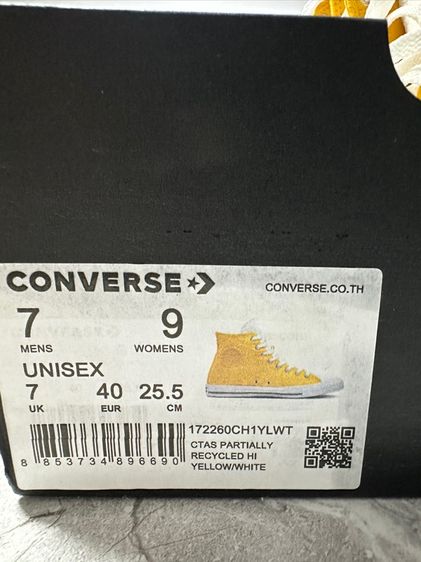 CONVERSE
CONVERSE.CO.TH
7 9
MENS WOMENS
UNISEX
7 40 25.5
UK EUR CM
172260CH1YLWT
CTAS PARTIALLY
RECYCLED HI
YELLOW/WHITE
8 853734 896690